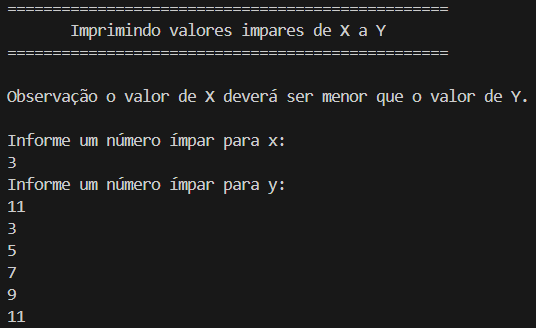 =================================================
Imprimindo valores impares de X a Y
=================================================
Observação o valor de X deverá ser menor que o valor de Y.
Informe um número ímpar para x:
3
Informe um número ímpar para y:
11
3
5
7
9
11